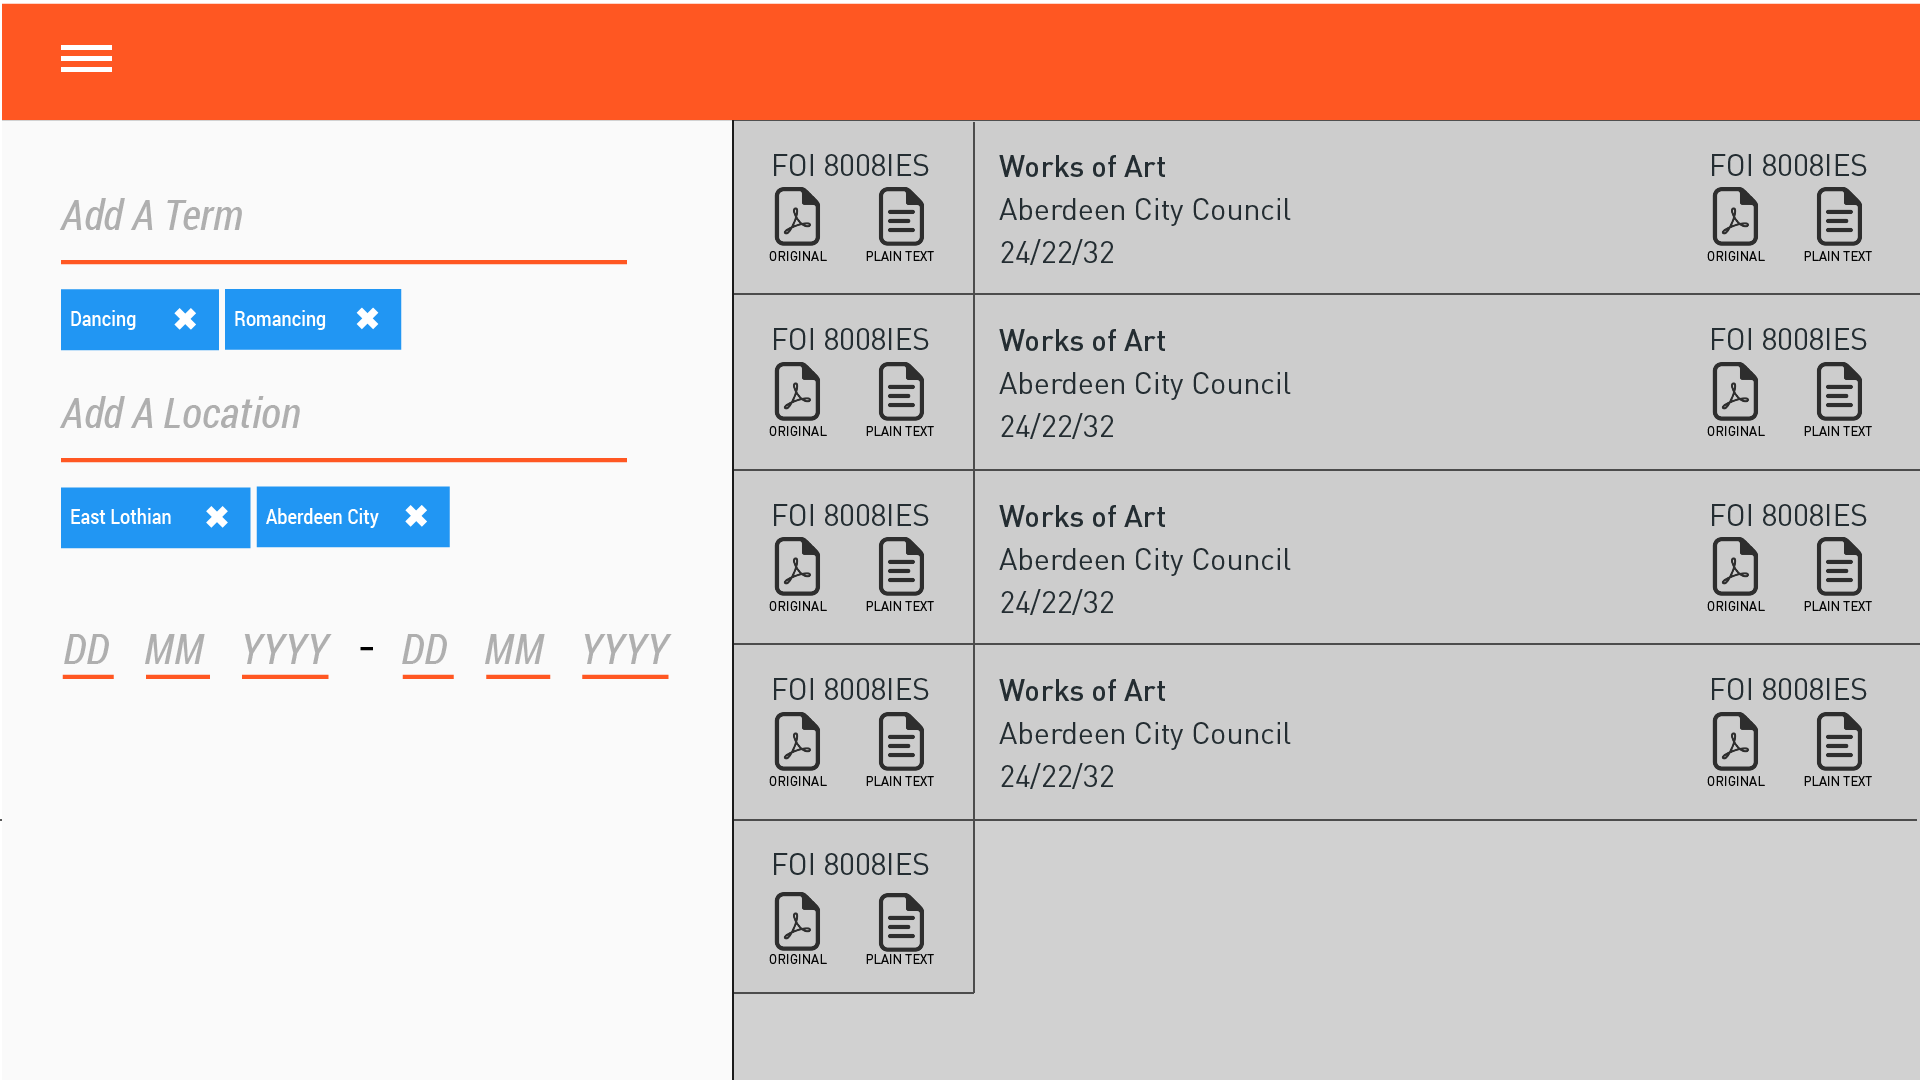 Add A Term
Dancing
Romancing
Add A Location
East Lothian
Aberdeen City
DD MM YYYY - DD MM YYYY
FOI 8008IES
ORIGINAL PLAIN TEXT
Works of Art
Aberdeen City Council
24/22/32
FOI 8008IES
ORIGINAL PLAIN TEXT
FOI 8008IES
ORIGINAL PLAIN TEXT
Works of Art
Aberdeen City Council
24/22/32
FOI 8008IES
ORIGINAL PLAIN TEXT
FOI 8008IES
ORIGINAL PLAIN TEXT
Works of Art
Aberdeen City Council
24/22/32
FOI 8008IES
ORIGINAL PLAIN TEXT
FOI 8008IES
ORIGINAL PLAIN TEXT
Works of Art
Aberdeen City Council
24/22/32
FOI 8008IES
ORIGINAL PLAIN TEXT
FOI 8008IES
ORIGINAL PLAIN TEXT